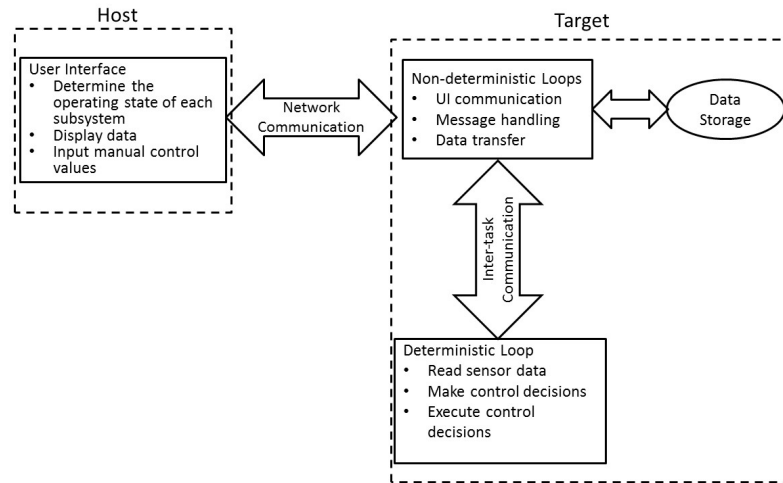 Host
Target
User Interface
• Determine the
operating state of each
subsystem
• Display data
• Input manual control
values
Network
Communication
Non-deterministic Loops
• UI communication
• Message handling
• Data transfer
Data
Storage
Inter-task
Communication
Deterministic Loop
• Read sensor data
• Make control decisions
• Execute control
decisions